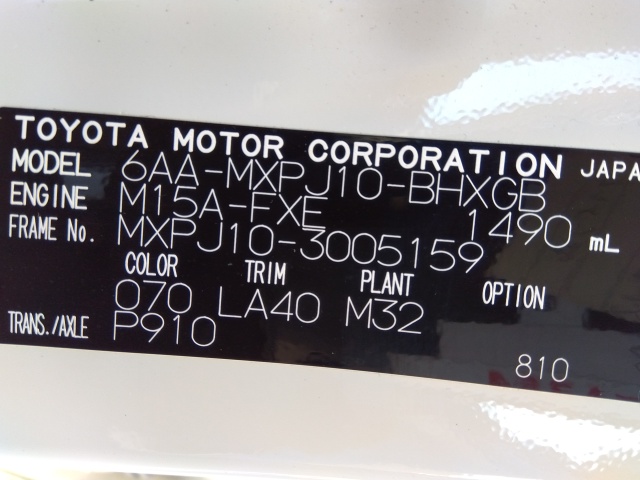 TOYOTA MOTOR CORPORATION JAPA
MODEL 6AA-MXPJ10-BHXGB
ENGINE M15A-FXE 1490 mL
FRAME No. MXPJ10-3005159
COLOR TRIM PLANT OPTION
070 LA40 M32
TRANS./AXLE P910
810